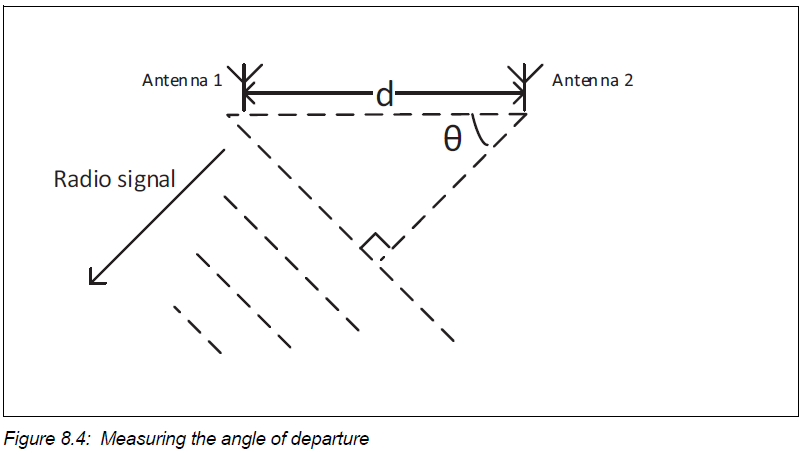 Antenna 1
Antenna 2
d
θ
Radio signal
Figure 8.4: Measuring the angle of departure